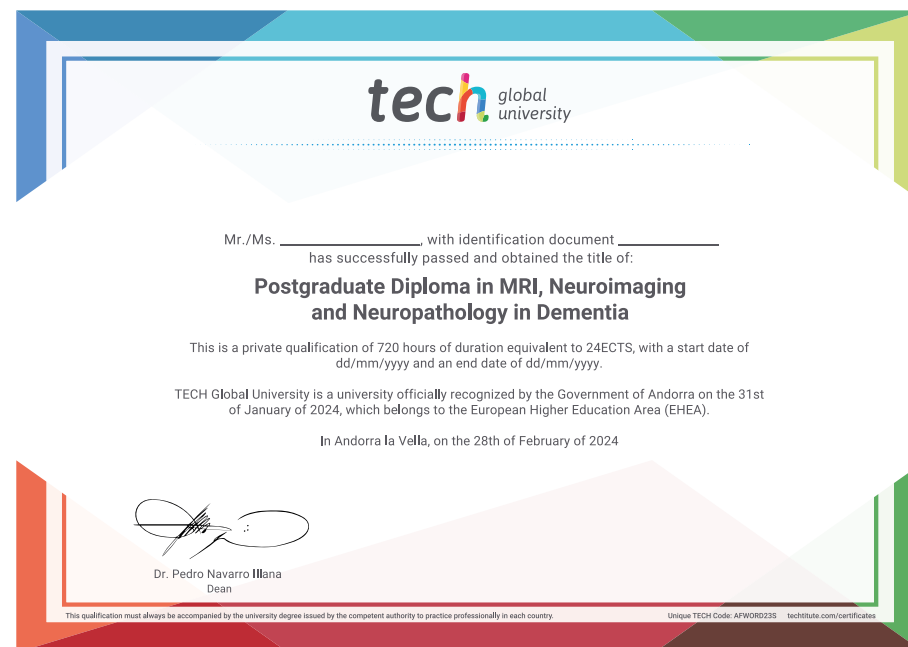 tech global university
Mr./Ms. ____________, with identification document ____________
has successfully passed and obtained the title of:
Postgraduate Diploma in MRI, Neuroimaging
and Neuropathology in Dementia
This is a private qualification of 720 hours of duration equivalent to 24ECTS, with a start date of
dd/mm/yyyy and an end date of dd/mm/yyyy.
TECH Global University is a university officially recognized by the Government of Andorra on the 31st
of January of 2024, which belongs to the European Higher Education Area (EHEA).
In Andorra la Vella, on the 28th of February of 2024
Dr. Pedro Navarro Illana
Dean
This qualification must always be accompanied by the university degree issued by the competent authority to practice professionally in each country.
Unique TECH Code: AFWORD23S techtitute.com/certificates